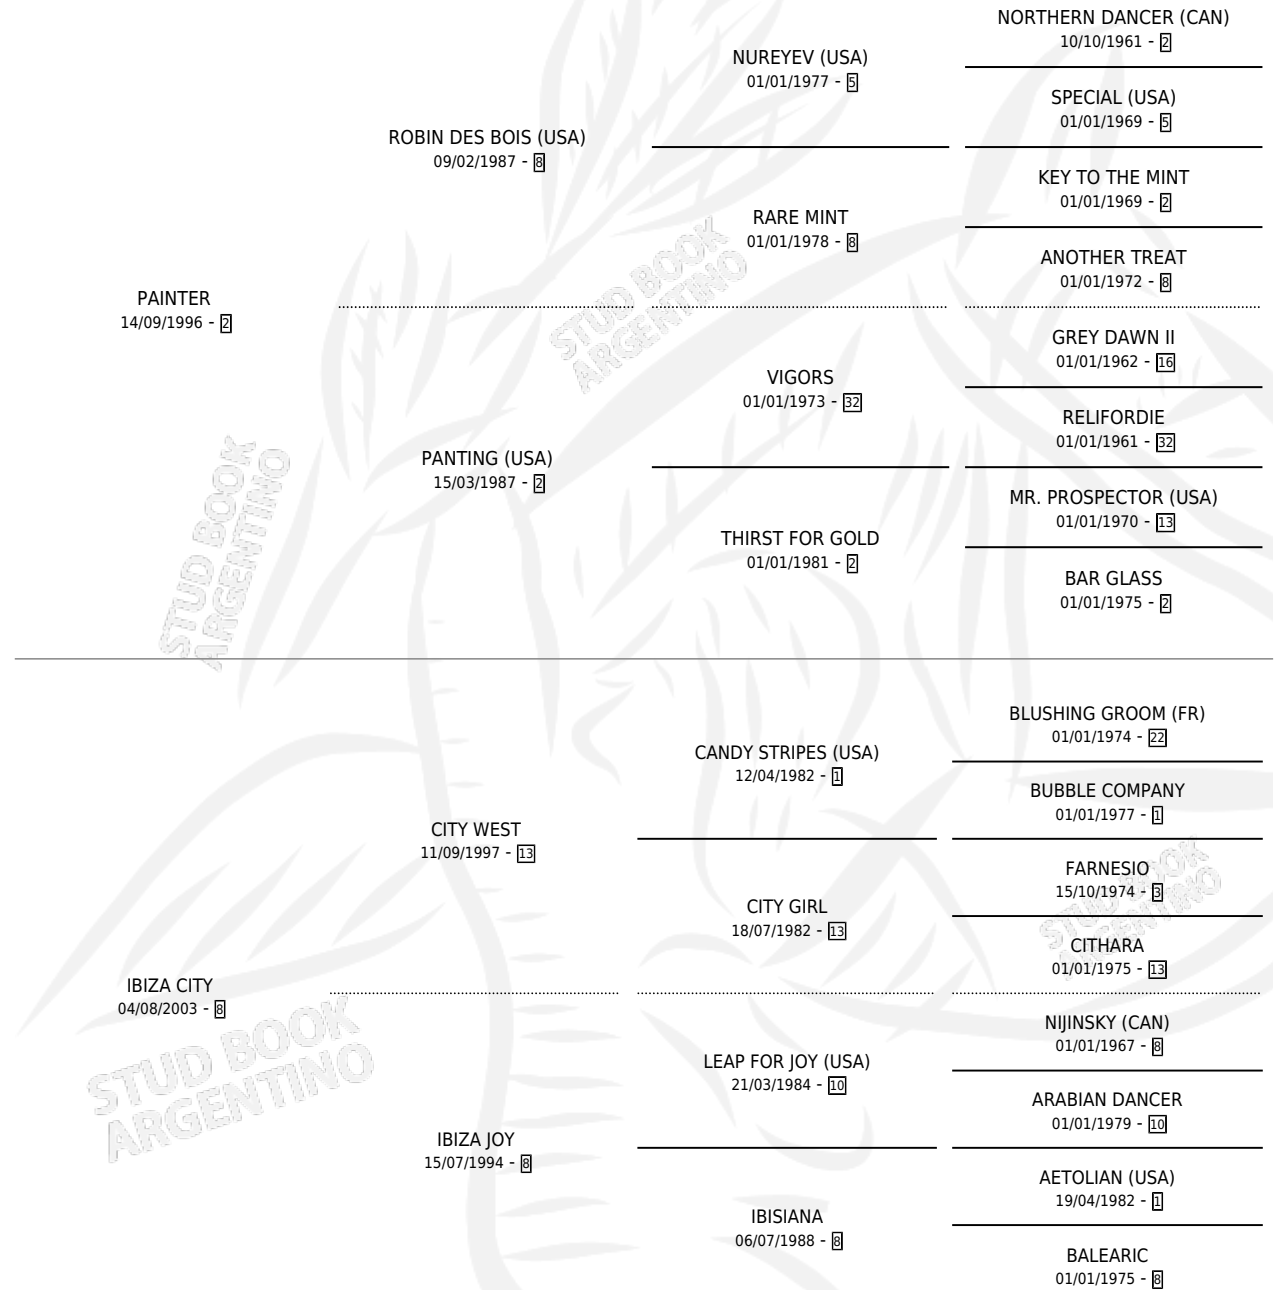 NORTHERN DANCER (CAN)
10/10/1961 - 2
NUREYEV (USA)
01/01/1977 - 5
SPECIAL (USA)
01/01/1969 - 5
ROBIN DES BOIS (USA)
09/02/1987 - 8
KEY TO THE MINT
01/01/1969 - 2
RARE MINT
01/01/1978 - 8
ANOTHER TREAT
01/01/1972 - 8
PAINTER
14/09/1996 - 2
GREY DAWN II
01/01/1962 - 16
VIGORS
01/01/1973 - 32
RELIFORDIE
01/01/1961 - 32
PANTING (USA)
15/03/1987 - 2
MR. PROSPECTOR (USA)
01/01/1970 - 13
THIRST FOR GOLD
01/01/1981 - 2
BAR GLASS
01/01/1975 - 2
BLUSHING GROOM (FR)
01/01/1974 - 22
CANDY STRIPES (USA)
12/04/1982 - 1
BUBBLE COMPANY
01/01/1977 - 1
CITY WEST
11/09/1997 - 13
FARNESIO
15/10/1974 - 3
CITY GIRL
18/07/1982 - 13
CITHARA
01/01/1975 - 13
IBIZA CITY
04/08/2003 - 8
NIJINSKY (CAN)
01/01/1967 - 8
LEAP FOR JOY (USA)
21/03/1984 - 10
ARABIAN DANCER
01/01/1979 - 10
IBIZA JOY
15/07/1994 - 8
AETOLIAN (USA)
19/04/1982 - 1
IBISIANA
06/07/1988 - 8
BALEARIC
01/01/1975 - 8
STUD BOOK
ARGENTINO
STUD BOOK
ARGENTINO
STUD BOOK
ARGENTINO
STUD BOOK
ARGENTINO